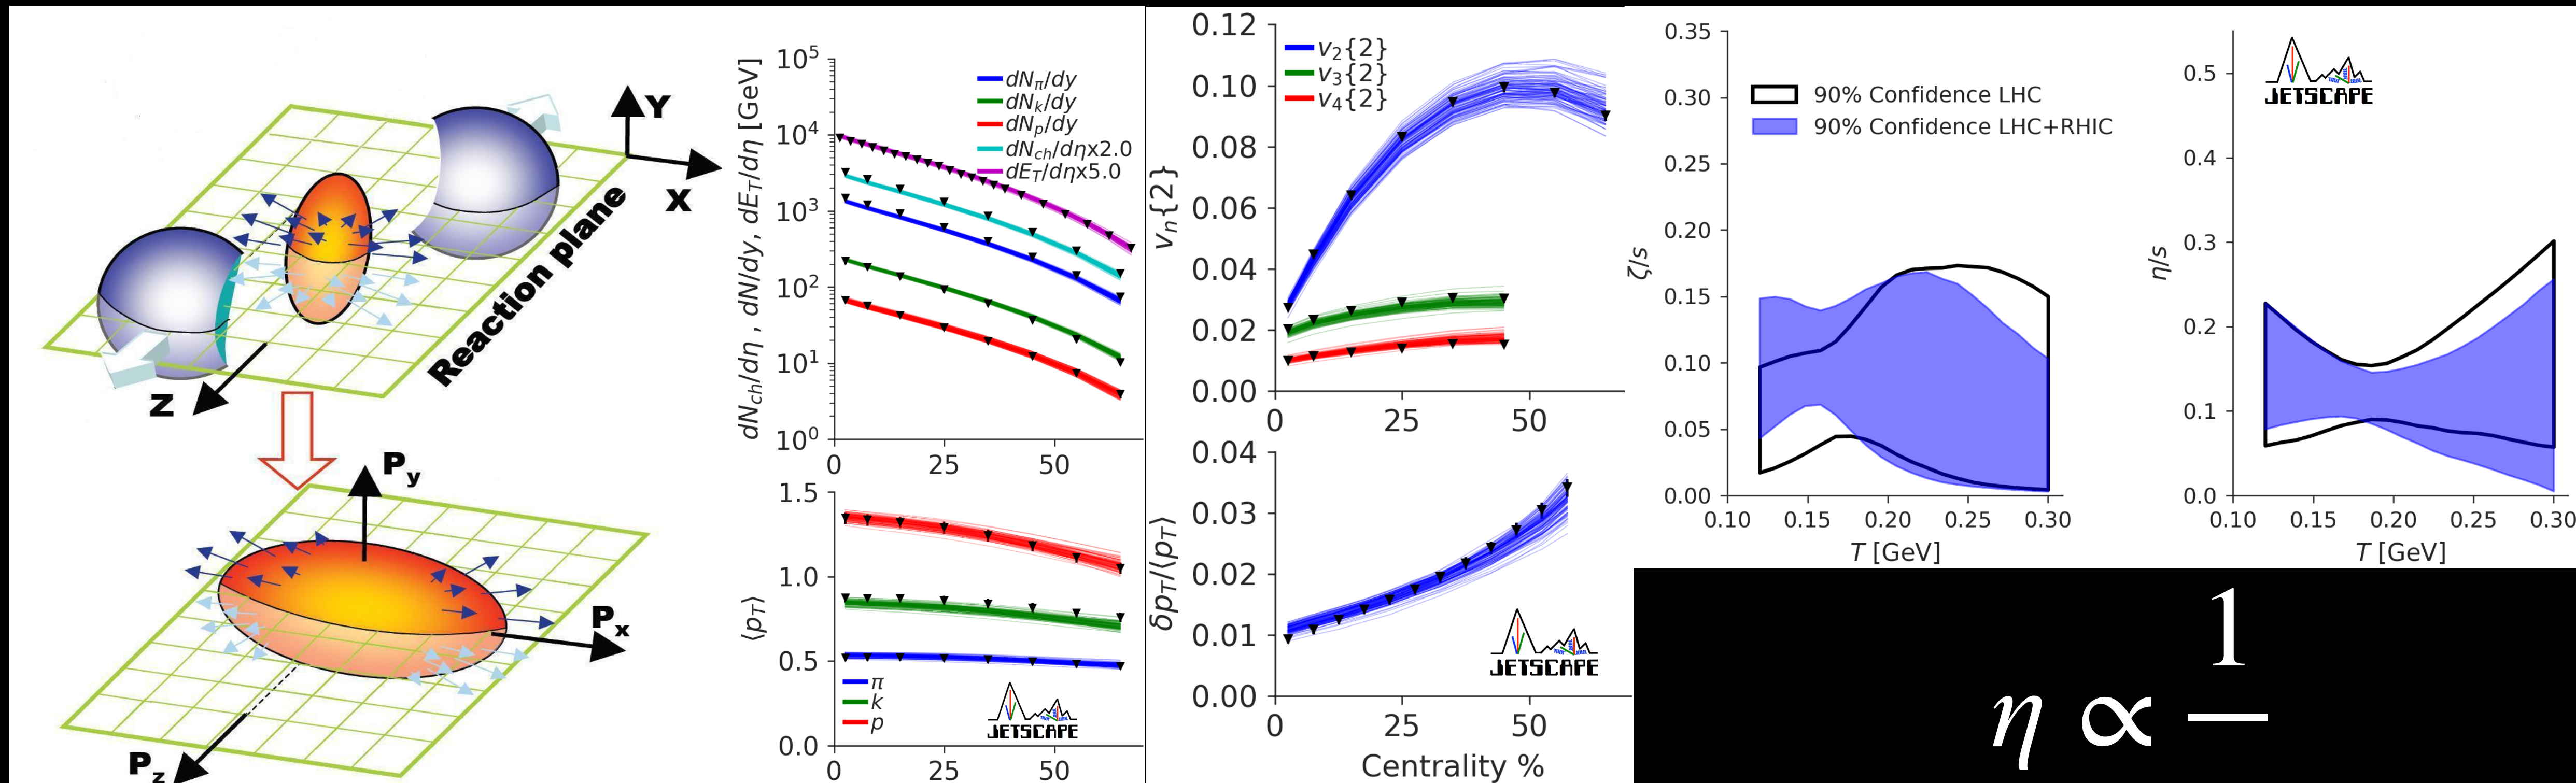 Y
X
Reaction plane
Z
P_y
P_x
P_z
dN_ch/dη , dN/dy, dE_T/dη [GeV]
10^5
10^4
10^3
10^2
10^1
10^0
dN_π/dy
dN_k/dy
dN_p/dy
dN_ch/dηx2.0
dE_T/dηx5.0
0 25 50
⟨p_T⟩
1.5
1.0
0.5
0.0
π
k
p
JETSCAPE
0 25 50
v_n{2}
0.12
0.10
0.08
0.06
0.04
0.02
0.00
v_2{2}
v_3{2}
v_4{2}
0 25 50
δp_T/⟨p_T⟩
0.04
0.03
0.02
0.01
0.00
JETSCAPE
0 25 50
Centrality %
ζ/s
0.35
0.30
0.25
0.20
0.15
0.10
0.05
0.00
90% Confidence LHC
90% Confidence LHC+RHIC
0.10 0.15 0.20 0.25 0.30
T [GeV]
η/s
0.5
0.4
0.3
0.2
0.1
0.0
JETSCAPE
0.10 0.15 0.20 0.25 0.30
T [GeV]
1
η ∝ —